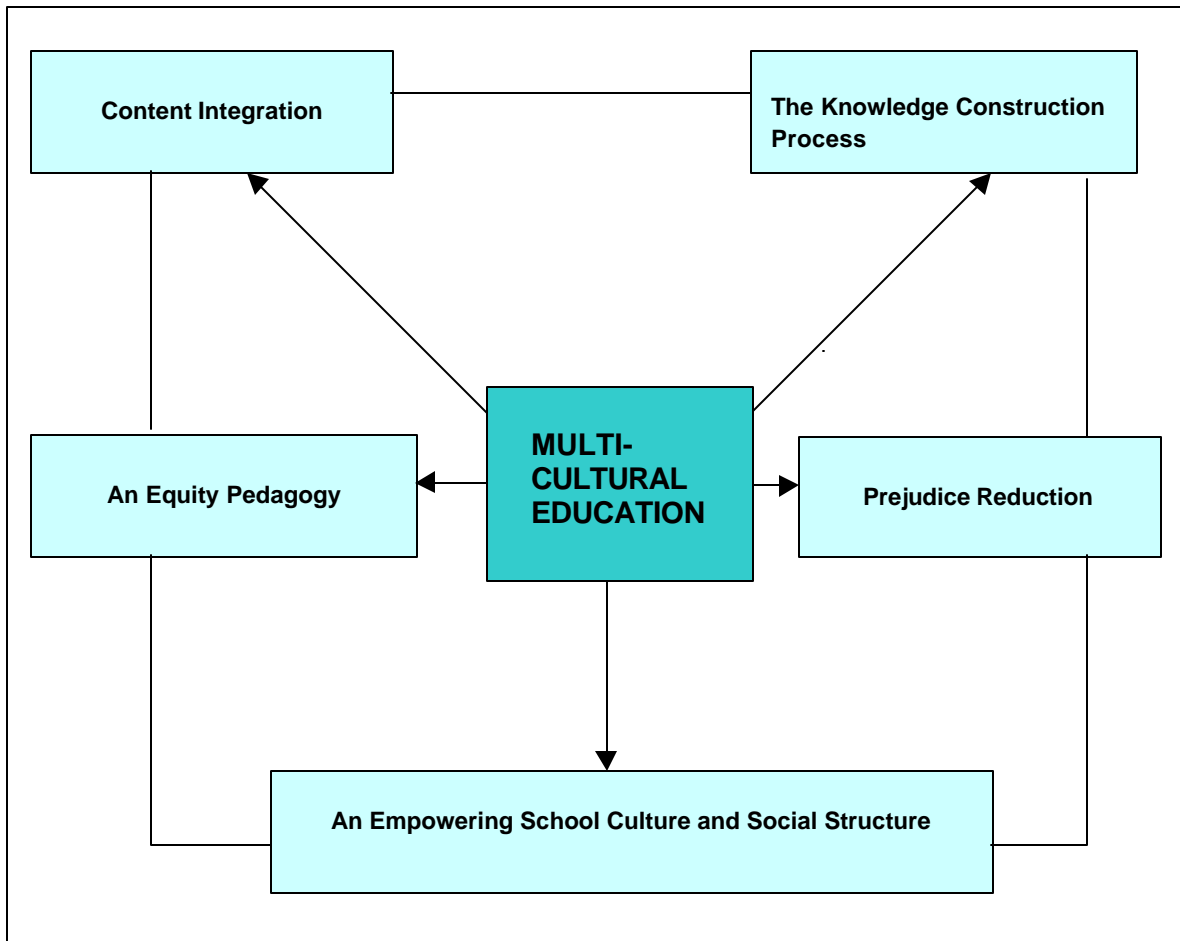 Content Integration
The Knowledge Construction
Process
MULTI-
CULTURAL
EDUCATION
An Equity Pedagogy
Prejudice Reduction
An Empowering School Culture and Social Structure